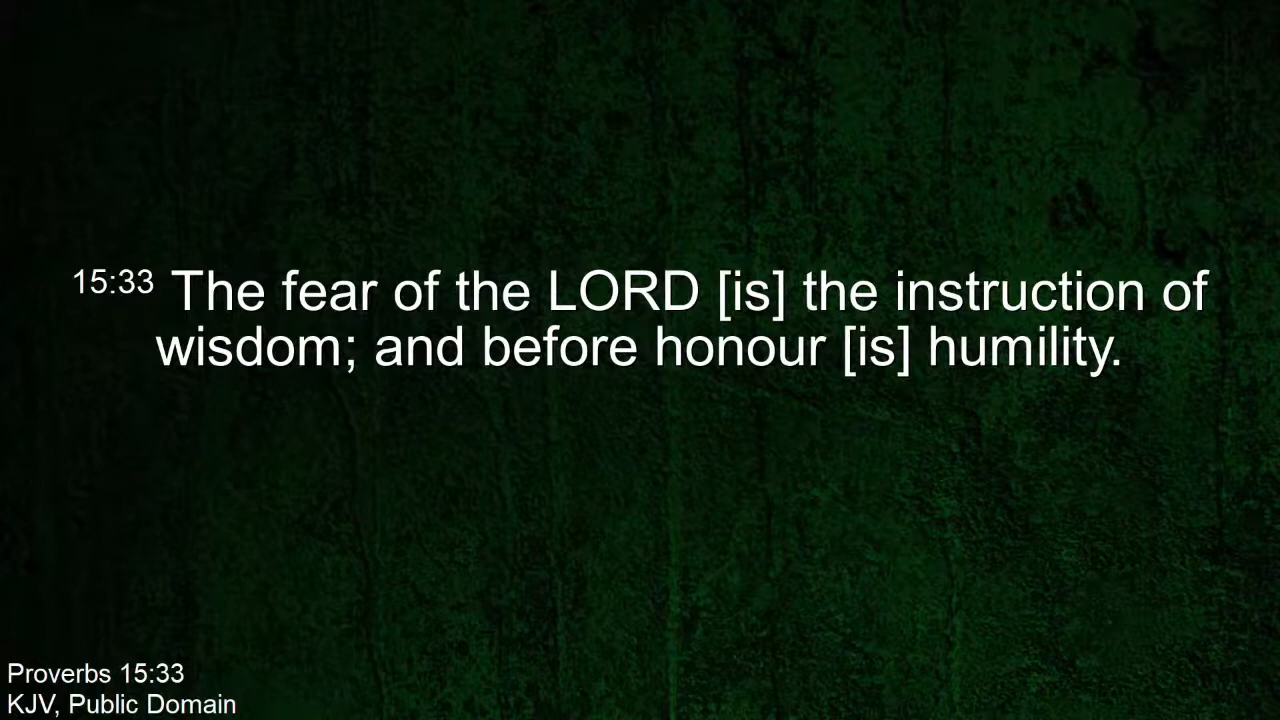 15:33 The fear of the LORD [is] the instruction of
wisdom; and before honour [is] humility.
Proverbs 15:33
KJV, Public Domain